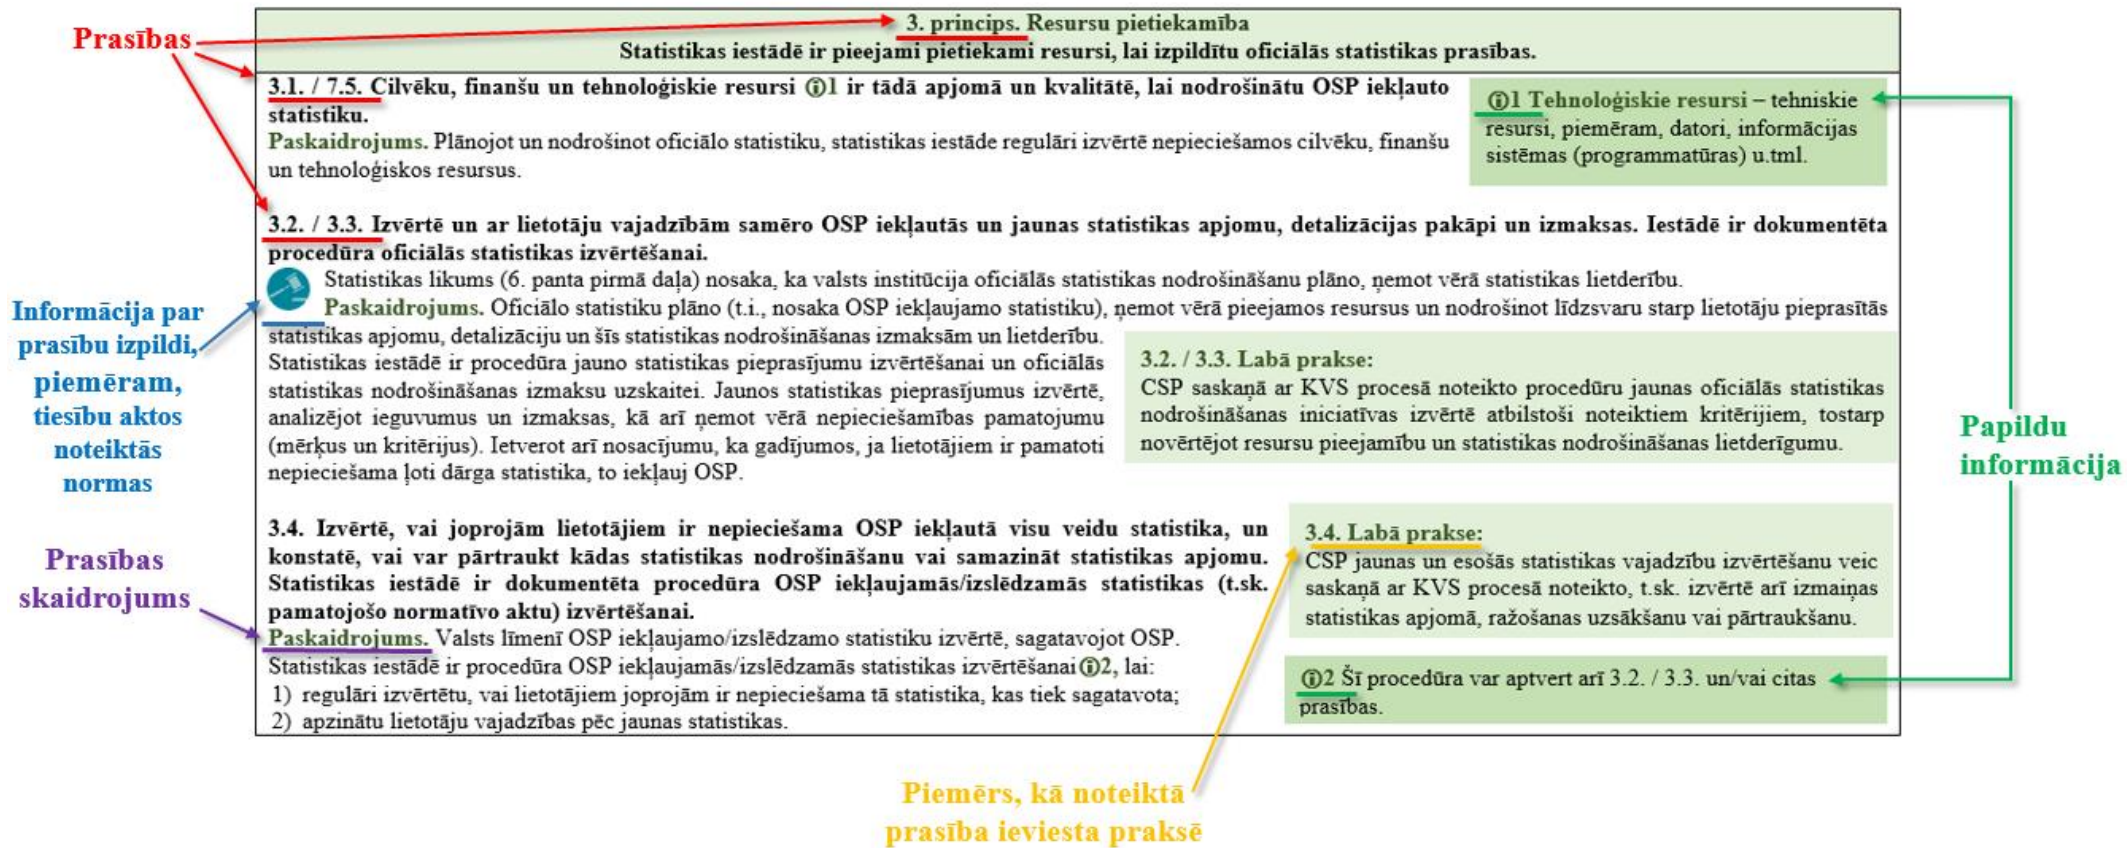 Prasības
3. princips. Resursu pietiekamība
Statistikas iestādē ir pieejami pietiekami resursi, lai izpildītu oficiālās statistikas prasības.
3.1. / 7.5. Cilvēku, finanšu un tehnoloģiskie resursi ⓘ1 ir tādā apjomā un kvalitātē, lai nodrošinātu OSP iekļauto
statistiku.
Paskaidrojums. Plānojot un nodrošinot oficiālo statistiku, statistikas iestāde regulāri izvērtē nepieciešamos cilvēku, finanšu
un tehnoloģiskos resursus.
ⓘ1 Tehnoloģiskie resursi – tehniskie
resursi, piemēram, datori, informācijas
sistēmas (programmatūras) u.tml.
3.2. / 3.3. Izvērtē un ar lietotāju vajadzībām samēro OSP iekļautās un jaunas statistikas apjomu, detalizācijas pakāpi un izmaksas. Iestādē ir dokumentēta
procedūra oficiālās statistikas izvērtēšanai.
Statistikas likums (6. panta pirmā daļa) nosaka, ka valsts institūcija oficiālās statistikas nodrošināšanu plāno, ņemot vērā statistikas lietderību.
Paskaidrojums. Oficiālo statistiku plāno (t.i., nosaka OSP iekļaujamo statistiku), ņemot vērā pieejamos resursus un nodrošinot līdzsvaru starp lietotāju pieprasītās
statistikas apjomu, detalizāciju un šīs statistikas nodrošināšanas izmaksām un lietderību.
Statistikas iestādē ir procedūra jauno statistikas pieprasījumu izvērtēšanai un oficiālās
statistikas nodrošināšanas izmaksu uzskaitei. Jaunos statistikas pieprasījumus izvērtē,
analizējot ieguvumus un izmaksas, kā arī ņemot vērā nepieciešamības pamatojumu
(mērķus un kritērijus). Ietverot arī nosacījumu, ka gadījumos, ja lietotājiem ir pamatoti
nepieciešama ļoti dārga statistika, to iekļauj OSP.
3.2. / 3.3. Labā prakse:
CSP saskaņā ar KVS procesā noteikto procedūru jaunas oficiālās statistikas
nodrošināšanas iniciatīvas izvērtē atbilstoši noteiktiem kritērijiem, tostarp
novērtējot resursu pieejamību un statistikas nodrošināšanas lietderīgumu.
Informācija par
prasību izpildi,
piemēram,
tiesību aktos
noteiktās
normas
Papildu
informācija
3.4. Izvērtē, vai joprojām lietotājiem ir nepieciešama OSP iekļautā visu veidu statistika, un
konstatē, vai var pārtraukt kādas statistikas nodrošināšanu vai samazināt statistikas apjomu.
Statistikas iestādē ir dokumentēta procedūra OSP iekļaujamās/izslēdzamās statistikas (t.sk.
pamatojošo normatīvo aktu) izvērtēšanai.
Paskaidrojums. Valsts līmenī OSP iekļaujamo/izslēdzamo statistiku izvērtē, sagatavojot OSP.
Statistikas iestādē ir procedūra OSP iekļaujamās/izslēdzamās statistikas izvērtēšanai ⓘ2, lai:
1) regulāri izvērtētu, vai lietotājiem joprojām ir nepieciešama tā statistika, kas tiek sagatavota;
2) apzinātu lietotāju vajadzības pēc jaunas statistikas.
3.4. Labā prakse:
CSP jaunas un esošās statistikas vajadzību izvērtēšanu veic
saskaņā ar KVS procesā noteikto, t.sk. izvērtē arī izmaiņas
statistikas apjomā, ražošanas uzsākšanu vai pārtraukšanu.
ⓘ2 Šī procedūra var aptvert arī 3.2. / 3.3. un/vai citas
prasības.
Prasības
skaidrojums
Piemērs, kā noteiktā
prasība ieviesta praksē